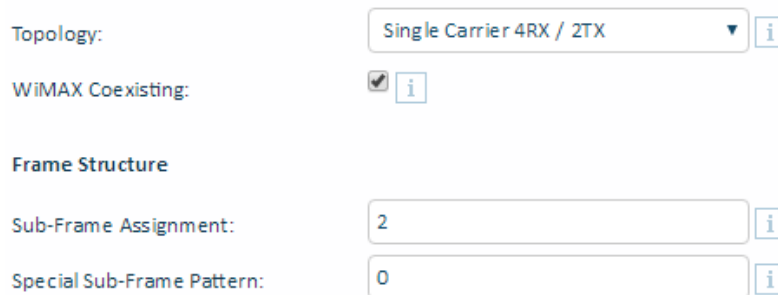 Topology: Single Carrier 4RX / 2TX i
WiMAX Coexisting: i
Frame Structure
Sub-Frame Assignment: 2 i
Special Sub-Frame Pattern: 0 i